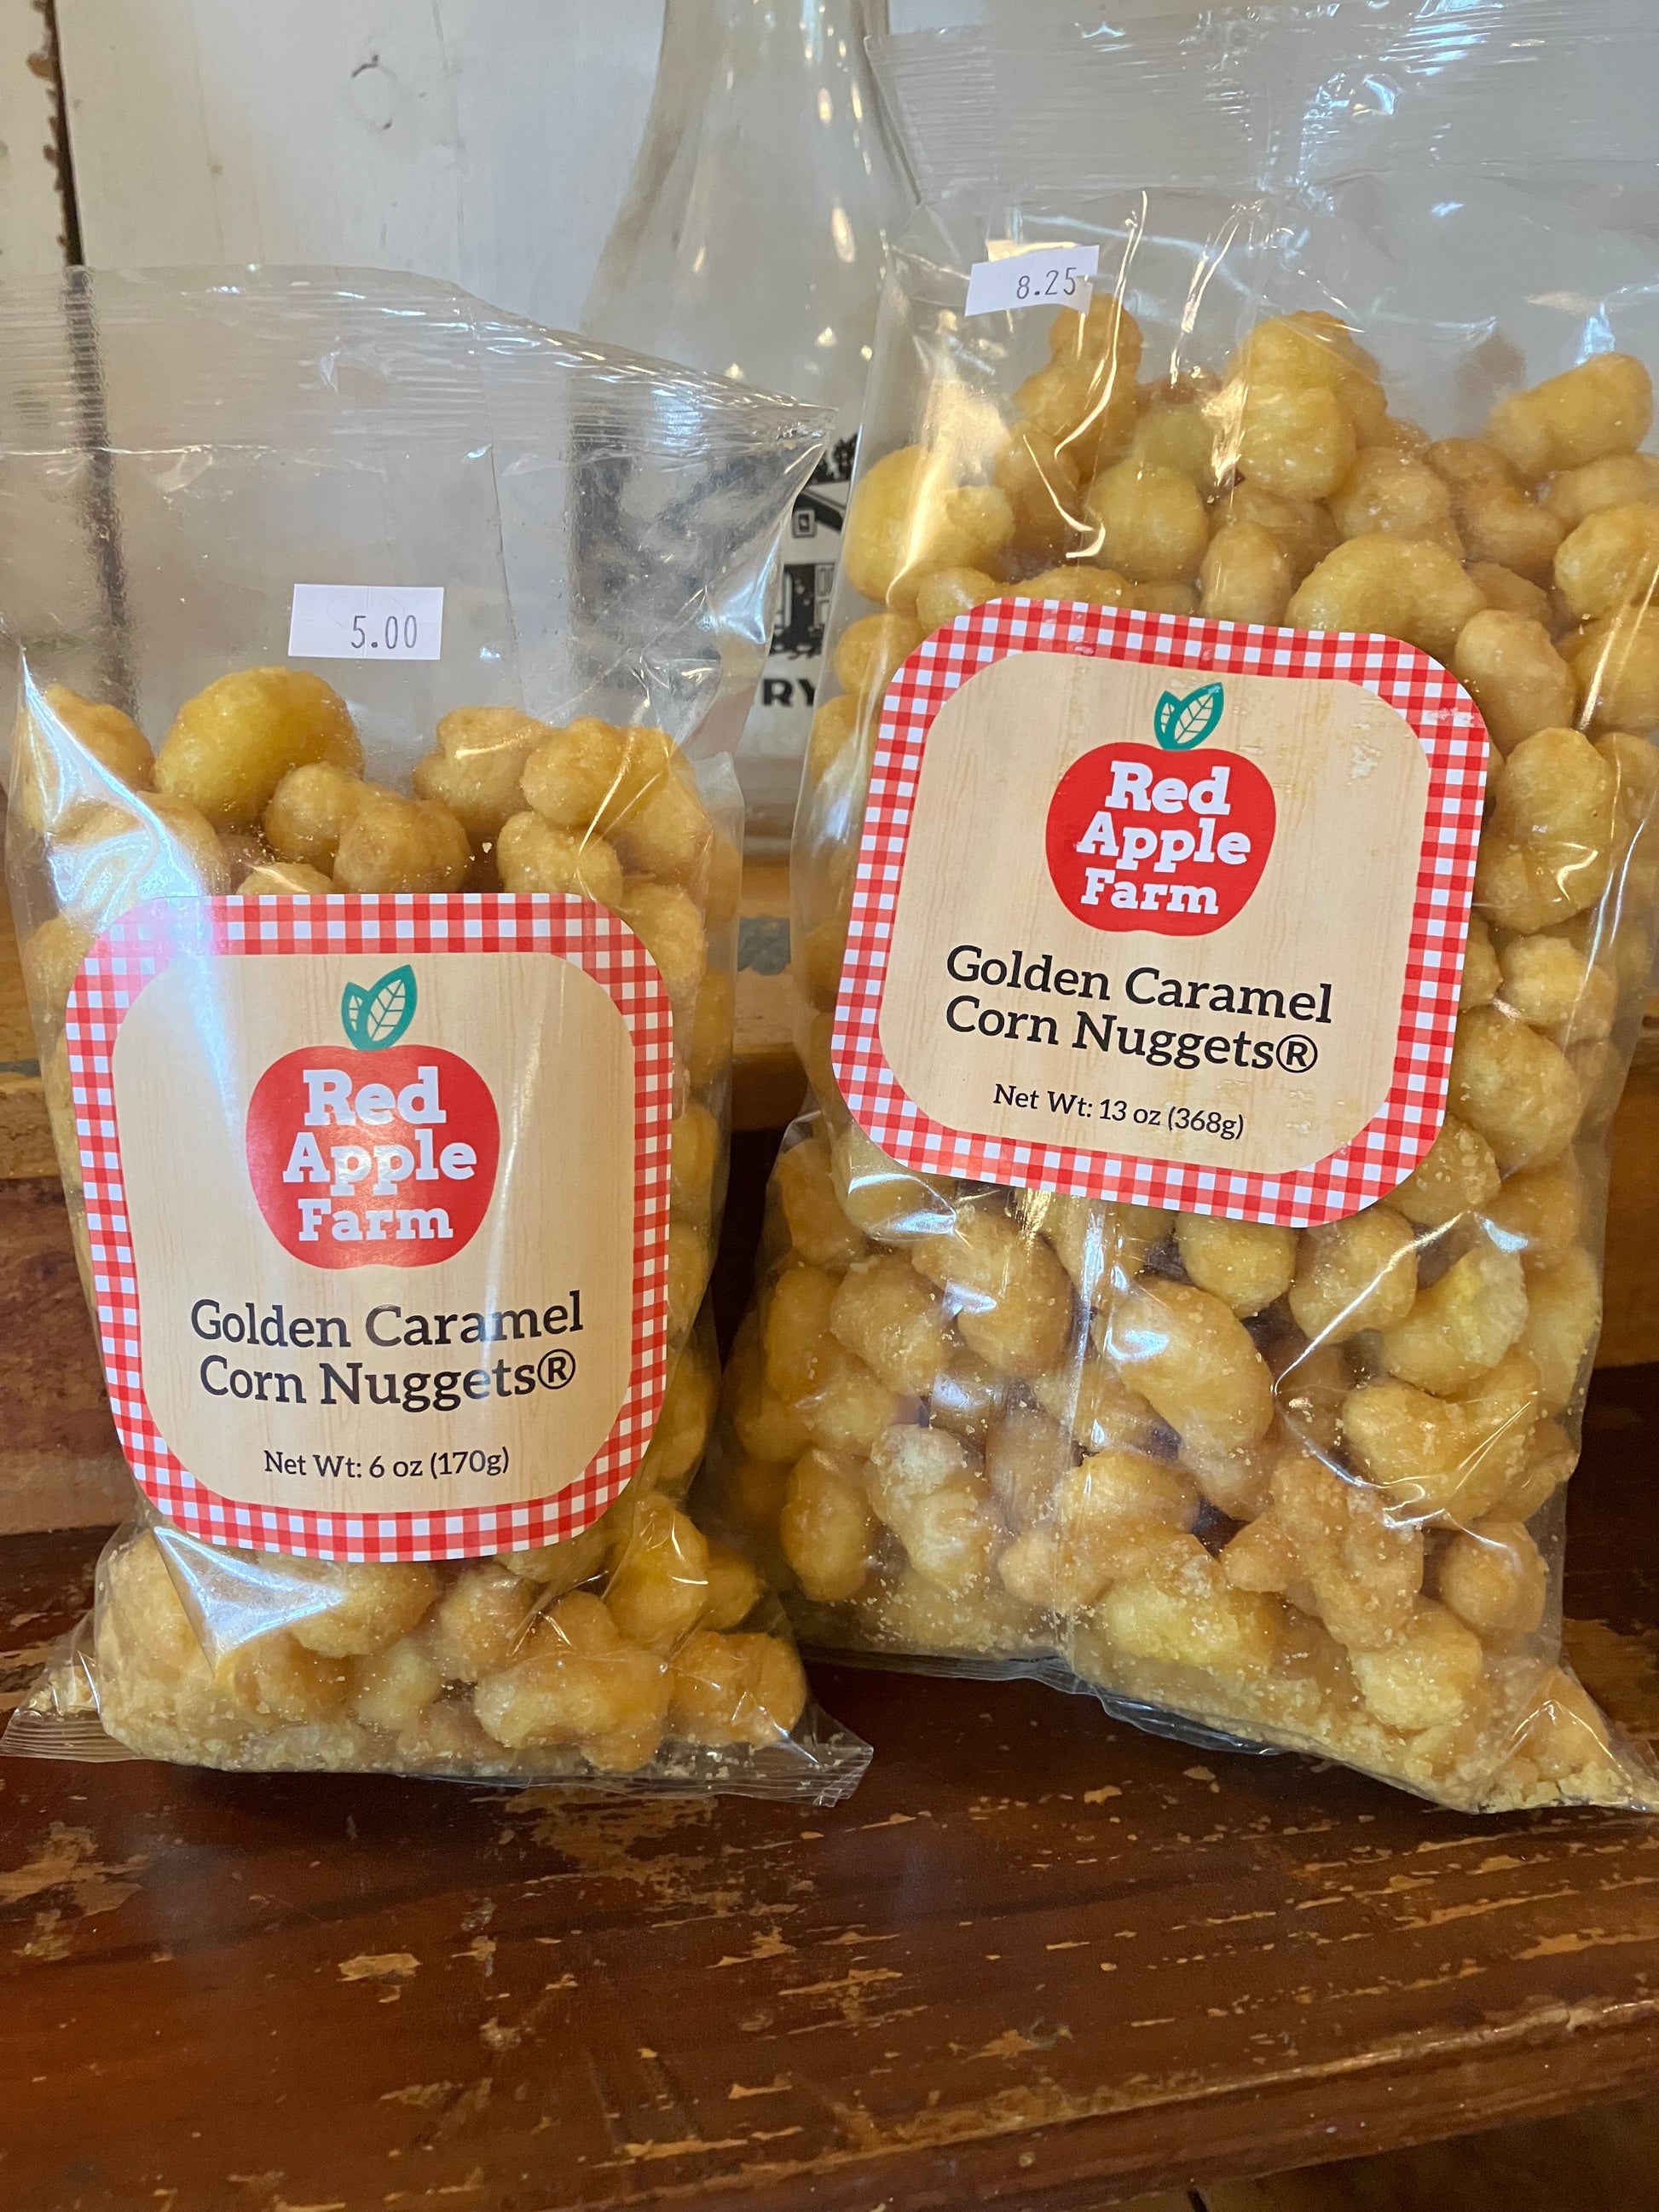 5.00
Red
Apple
Farm
Golden Caramel
Corn Nuggets®
Net Wt: 6 oz (170g)
8.25
Red
Apple
Farm
Golden Caramel
Corn Nuggets®
Net Wt: 13 oz (368g)